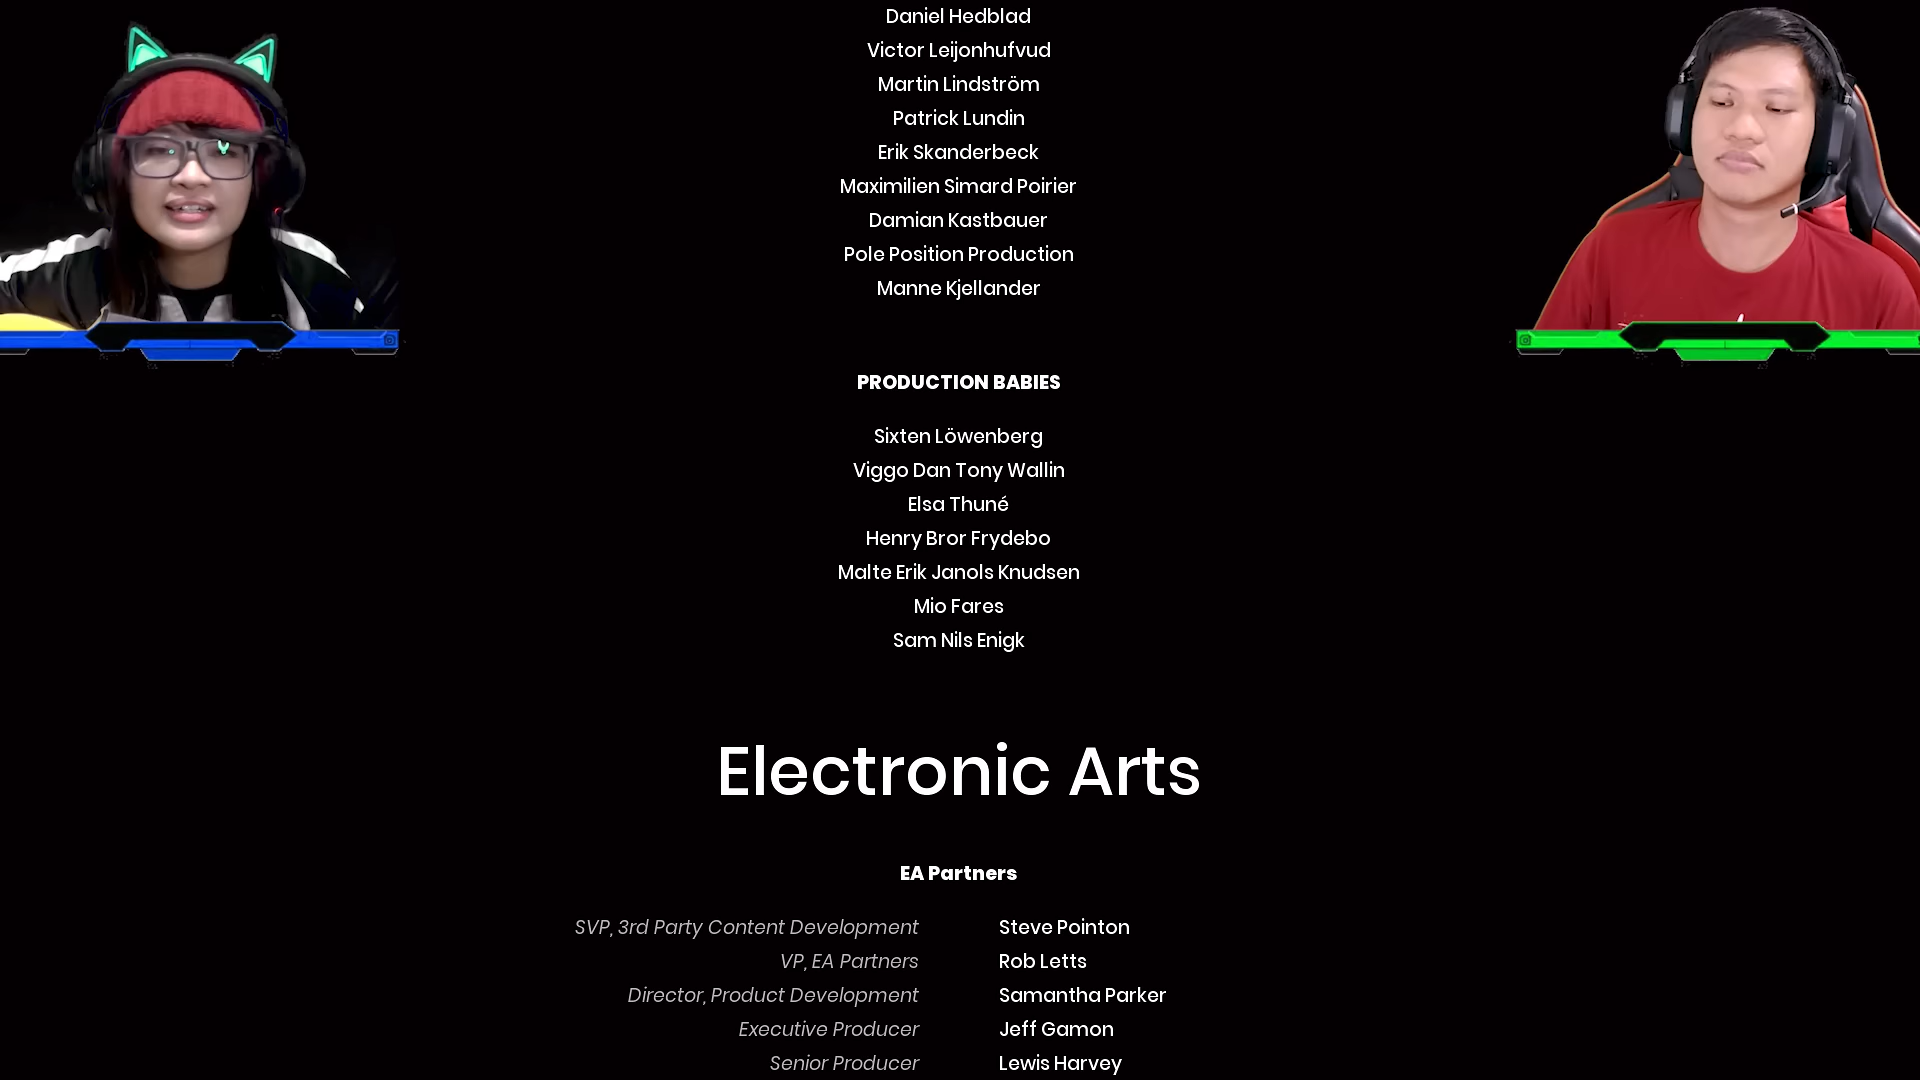 Daniel Hedblad
Victor Leijonhufvud
Martin Lindström
Patrick Lundin
Erik Skanderbeck
Maximilien Simard Poirier
Damian Kastbauer
Pole Position Production
Manne Kjellander
PRODUCTION BABIES
Sixten Löwenberg
Viggo Dan Tony Wallin
Elsa Thuné
Henry Bror Frydebo
Malte Erik Janols Knudsen
Mio Fares
Sam Nils Enigk
Electronic Arts
EA Partners
SVP, 3rd Party Content Development Steve Pointon
VP, EA Partners Rob Letts
Director, Product Development Samantha Parker
Executive Producer Jeff Gamon
Senior Producer Lewis Harvey